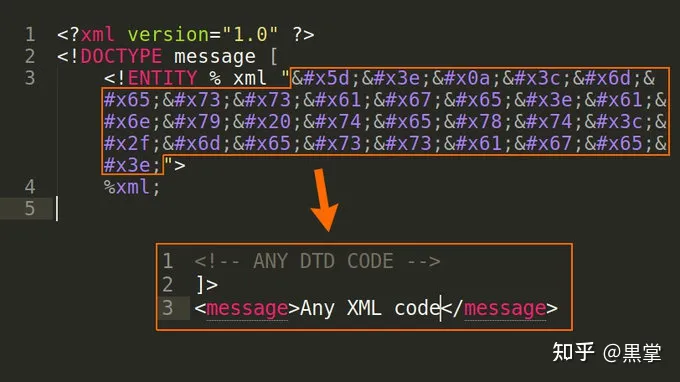 1 <?xml version="1.0" ?>
2 <!DOCTYPE message [
3 <!ENTITY % xml "&#x5d;&#x3e;&#x0a;&#x3c;&#x6d;&
#x65;&#x73;&#x73;&#x61;&#x67;&#x65;&#x3e;&#x61;&
#x6e;&#x79;&#x20;&#x74;&#x65;&#x78;&#x74;&#x3c;&
#x2f;&#x6d;&#x65;&#x73;&#x73;&#x61;&#x67;&#x65;&
#x3e;">
4 %xml;
5
1 <!-- ANY DTD CODE -->
2 ]>
3 <message>Any XML code</message>
知乎 @黒掌